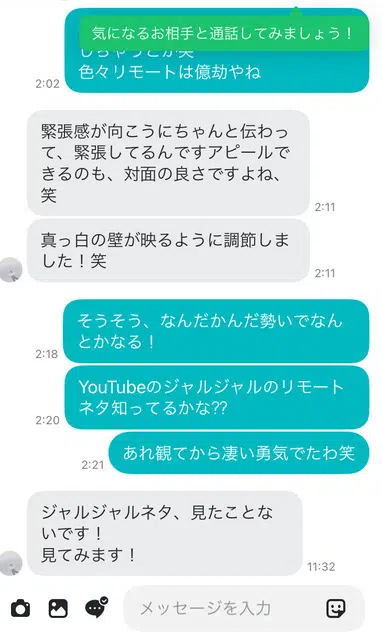 気になるお相手と通話してみましょう！
しちゃうとか笑
色々リモートは億劫やね
2:02
緊張感が向こうにちゃんと伝わっ
て、緊張してるんですアピールで
きるのも、対面の良さですよね、
笑
2:11
真っ白の壁が映るように調節しま
した！笑
2:11
そうそう、なんだかんだ勢いでなん
とかなる！
2:18
YouTubeのジャルジャルのリモート
ネタ知ってるかな??
2:20
あれ観てから凄い勇気でたわ笑
2:21
ジャルジャルネタ、見たことな
いです！
見てみます！
11:32
メッセージを入力